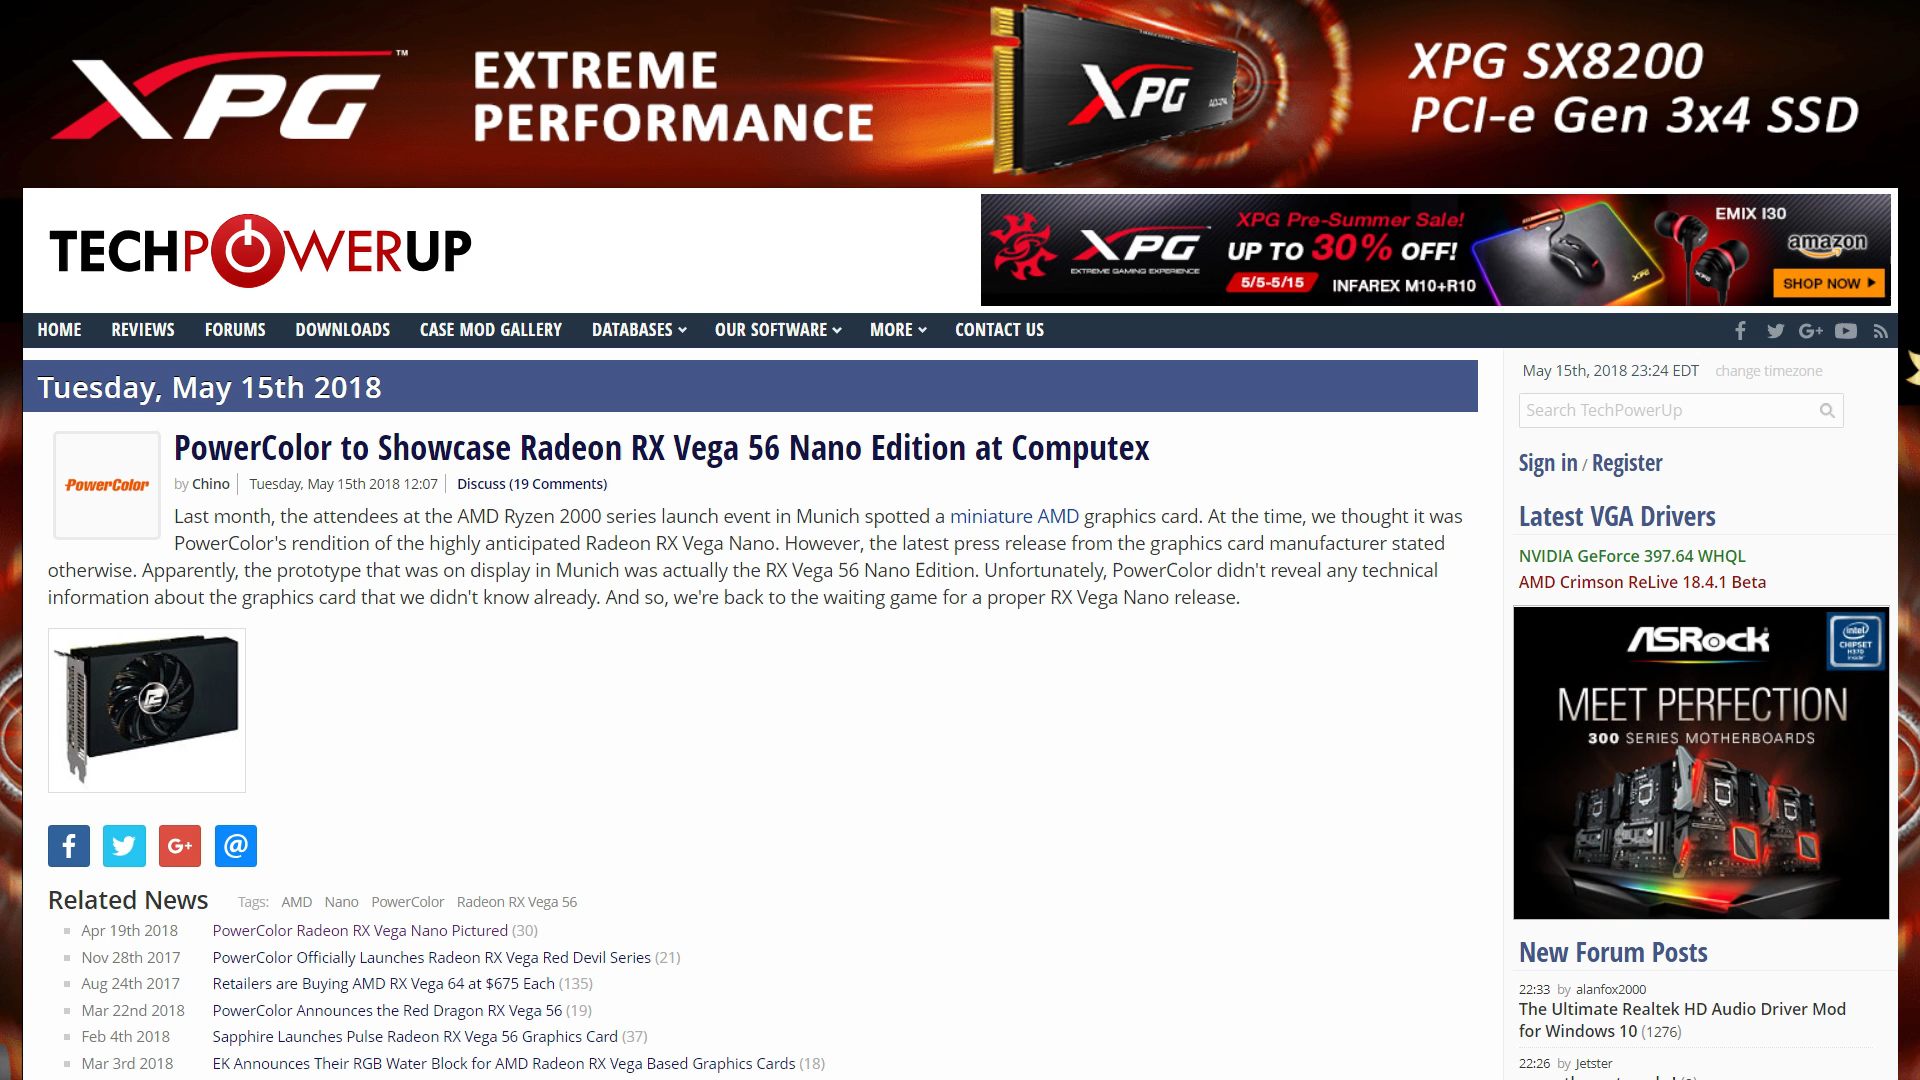 XPG™
EXTREME
PERFORMANCE
XPG
XPG SX8200
PCI-e Gen 3x4 SSD
TECHPOWERUP
XPG
EXTREME GAMING EXPERIENCE
XPG Pre-Summer Sale!
UP TO 30% OFF!
5/5-5/15 INFAREX M10+R10
EMIX I30
amazon
SHOP NOW
HOME REVIEWS FORUMS DOWNLOADS CASE MOD GALLERY DATABASES OUR SOFTWARE MORE CONTACT US
Tuesday, May 15th 2018
PowerColor
PowerColor to Showcase Radeon RX Vega 56 Nano Edition at Computex
by Chino Tuesday, May 15th 2018 12:07 Discuss (19 Comments)
Last month, the attendees at the AMD Ryzen 2000 series launch event in Munich spotted a miniature AMD graphics card. At the time, we thought it was
PowerColor's rendition of the highly anticipated Radeon RX Vega Nano. However, the latest press release from the graphics card manufacturer stated
otherwise. Apparently, the prototype that was on display in Munich was actually the RX Vega 56 Nano Edition. Unfortunately, PowerColor didn't reveal any technical
information about the graphics card that we didn't know already. And so, we're back to the waiting game for a proper RX Vega Nano release.
Related News Tags: AMD Nano PowerColor Radeon RX Vega 56
Apr 19th 2018 PowerColor Radeon RX Vega Nano Pictured (30)
Nov 28th 2017 PowerColor Officially Launches Radeon RX Vega Red Devil Series (21)
Aug 24th 2017 Retailers are Buying AMD RX Vega 64 at $675 Each (135)
Mar 22nd 2018 PowerColor Announces the Red Dragon RX Vega 56 (19)
Feb 4th 2018 Sapphire Launches Pulse Radeon RX Vega 56 Graphics Card (37)
Mar 3rd 2018 EK Announces Their RGB Water Block for AMD Radeon RX Vega Based Graphics Cards (18)
May 15th, 2018 23:24 EDT change timezone
Search TechPowerUp
Sign in / Register
Latest VGA Drivers
NVIDIA GeForce 397.64 WHQL
AMD Crimson ReLive 18.4.1 Beta
ASRock
intel
CHIPSET
H370
MEET PERFECTION
300 SERIES MOTHERBOARDS
New Forum Posts
22:33 by alanfox2000
The Ultimate Realtek HD Audio Driver Mod
for Windows 10 (1276)
22:26 by Jetster